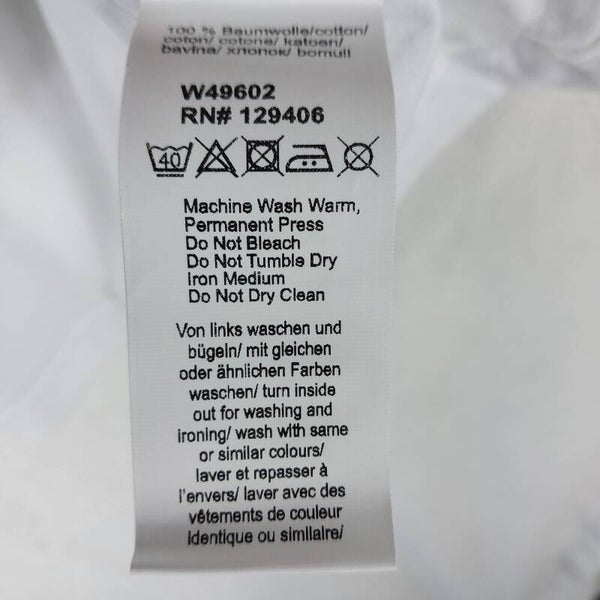 100 % Baumwolle/cotton/
coton/ cotone/ katoen/
bavlna/ хлопок/ bomull
W49602
RN# 129406
40
Machine Wash Warm,
Permanent Press
Do Not Bleach
Do Not Tumble Dry
Iron Medium
Do Not Dry Clean
Von links waschen und
bügeln/ mit gleichen
oder ähnlichen Farben
waschen/ turn inside
out for washing and
ironing/ wash with same
or similar colours/
laver et repasser à
l'envers/ laver avec des
vêtements de couleur
identique ou similaire/